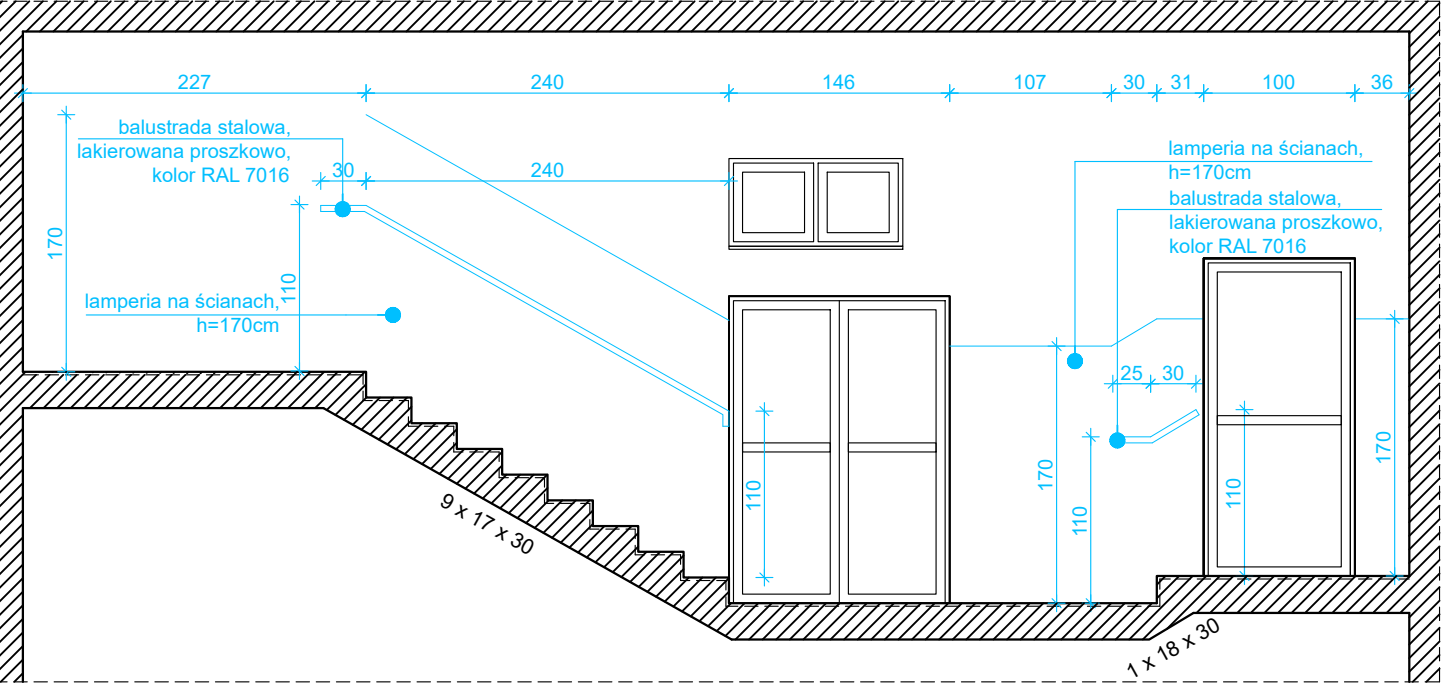 227
240
146
107
30
31
100
36
balustrada stalowa,
lakierowana proszkowo,
kolor RAL 7016
30
240
lamperia na ścianach,
h=170cm
balustrada stalowa,
lakierowana proszkowo,
kolor RAL 7016
170
110
lamperia na ścianach,
h=170cm
25
30
170
110
110
110
170
9 x 17 x 30
1 x 18 x 30